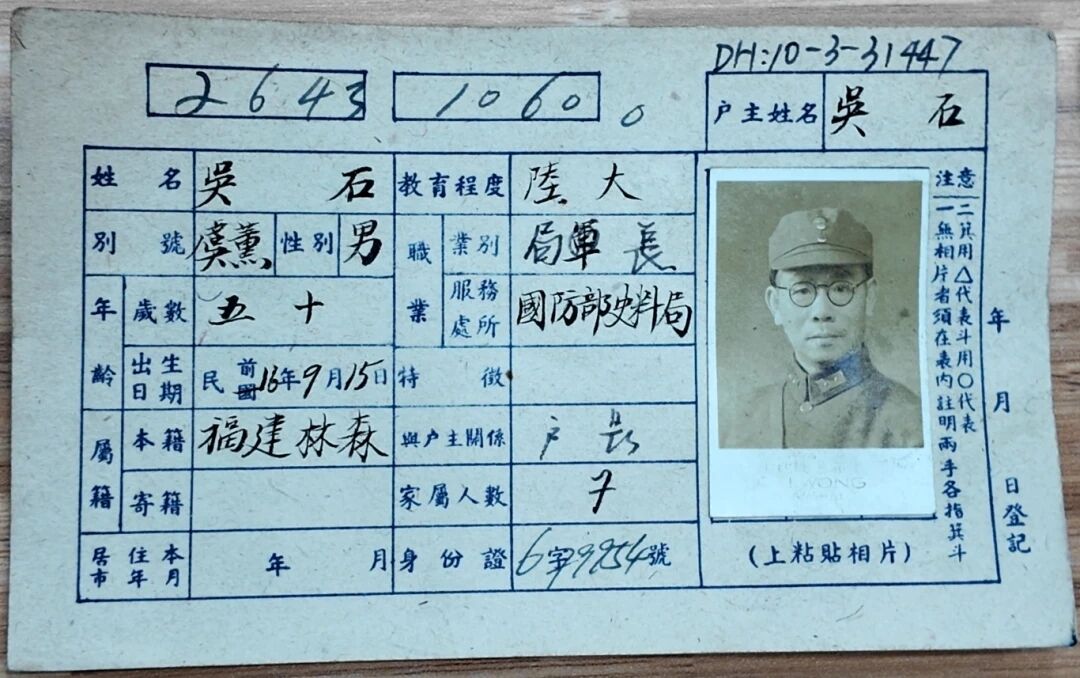 DH:10-3-31447
2643 1060 0
戶主姓名 吳石
姓名 吳石 教育程度 陸大
別號 虞薰 性別 男 職業 業別 軍 局長
年齡 歲數 五十 服務處所 國防部史料局
出生日期 民前國16年9月15日 特徵
屬籍 本籍 福建林森 與戶主關係 戶長
寄籍 家屬人數 7
居住本市年月 年 月 身份證 6字9954號
(上粘貼相片)
WONG
注意
一無相片者須在表內註明兩手各指箕斗
二箕用△代表斗用○代表
年 月 日登記